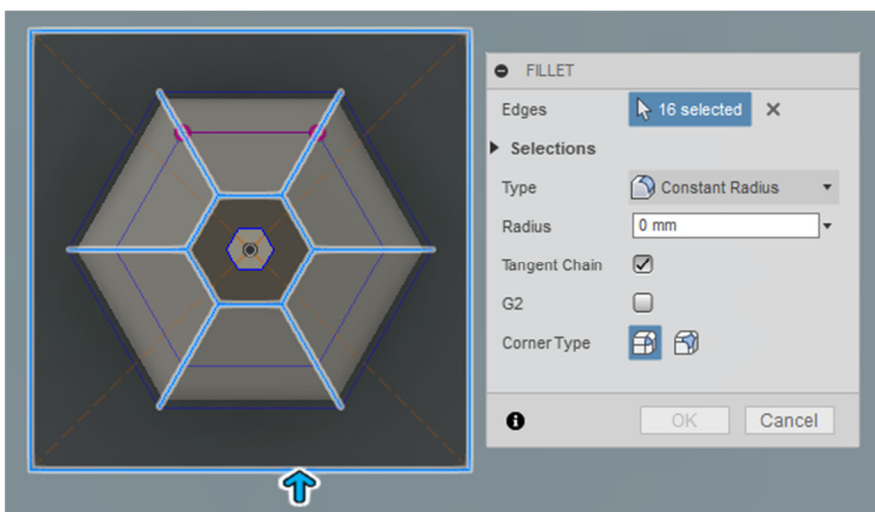 FILLET
Edges 16 selected
Selections
Type Constant Radius
Radius 0 mm
Tangent Chain
G2
Corner Type
OK Cancel